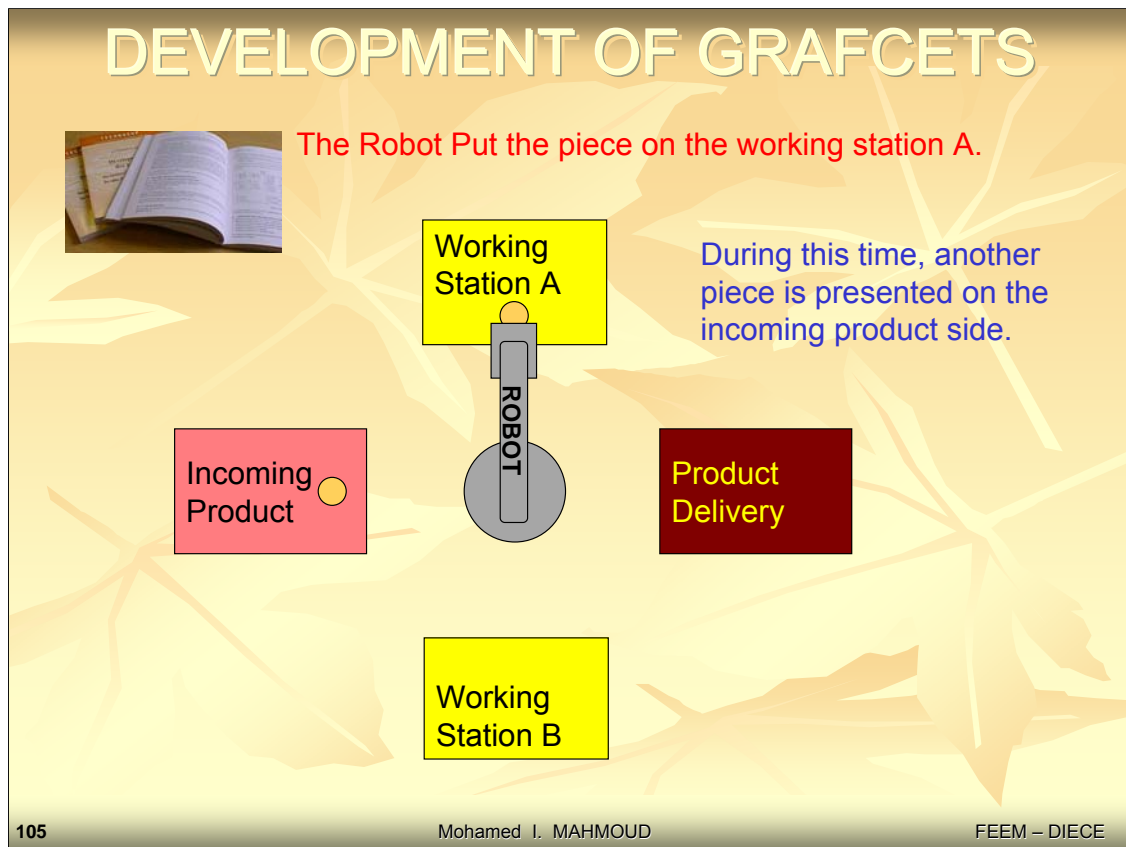 DEVELOPMENT OF GRAFCETS
The Robot Put the piece on the working station A.
Working
Station A
During this time, another
piece is presented on the
incoming product side.
ROBOT
Incoming
Product
Product
Delivery
Working
Station B
105
Mohamed I. MAHMOUD
FEEM – DIECE